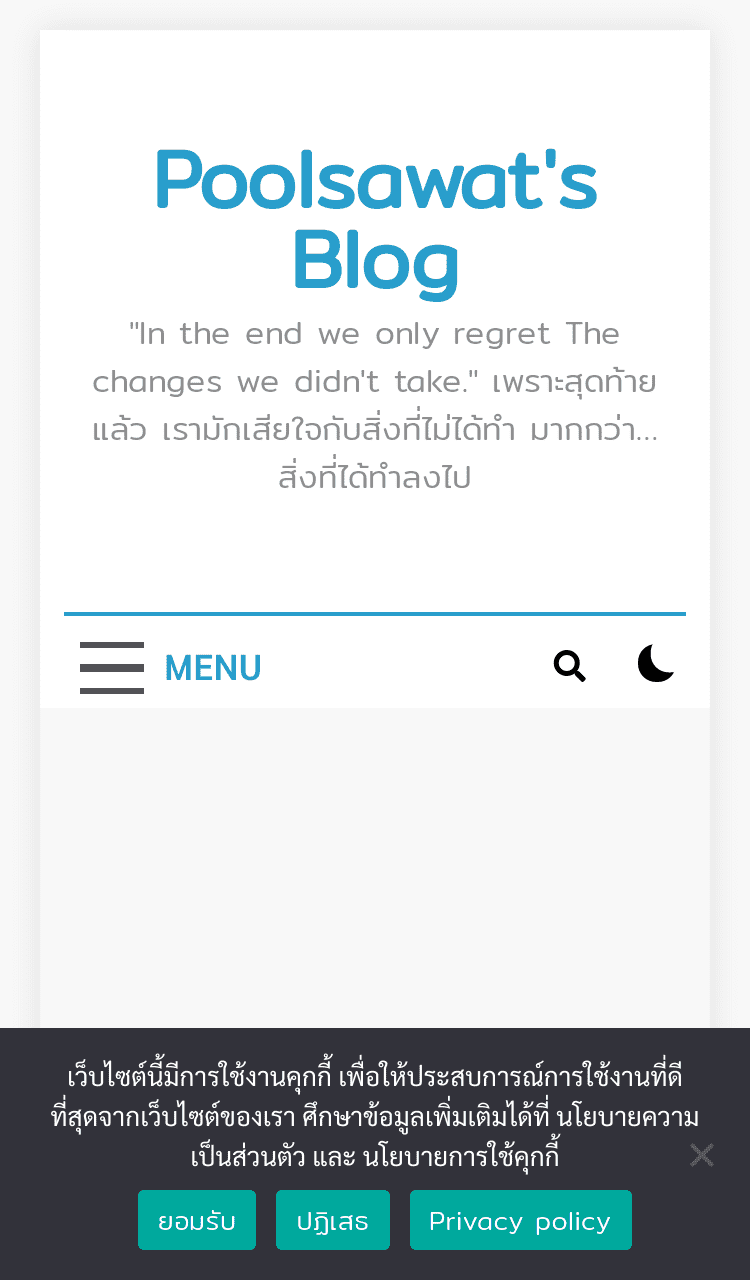 Poolsawat's
Blog
"In the end we only regret The
changes we didn't take." เพราะสุดท้าย
แล้ว เรามักเสียใจกับสิ่งที่ไม่ได้ทำ มากกว่า...
สิ่งที่ได้ทำลงไป
MENU
เว็บไซต์นี้มีการใช้งานคุกกี้ เพื่อให้ประสบการณ์การใช้งานที่ดี
ที่สุดจากเว็บไซต์ของเรา ศึกษาข้อมูลเพิ่มเติมได้ที่ นโยบายความ
เป็นส่วนตัว และ นโยบายการใช้คุกกี้
ยอมรับ ปฏิเสธ Privacy policy